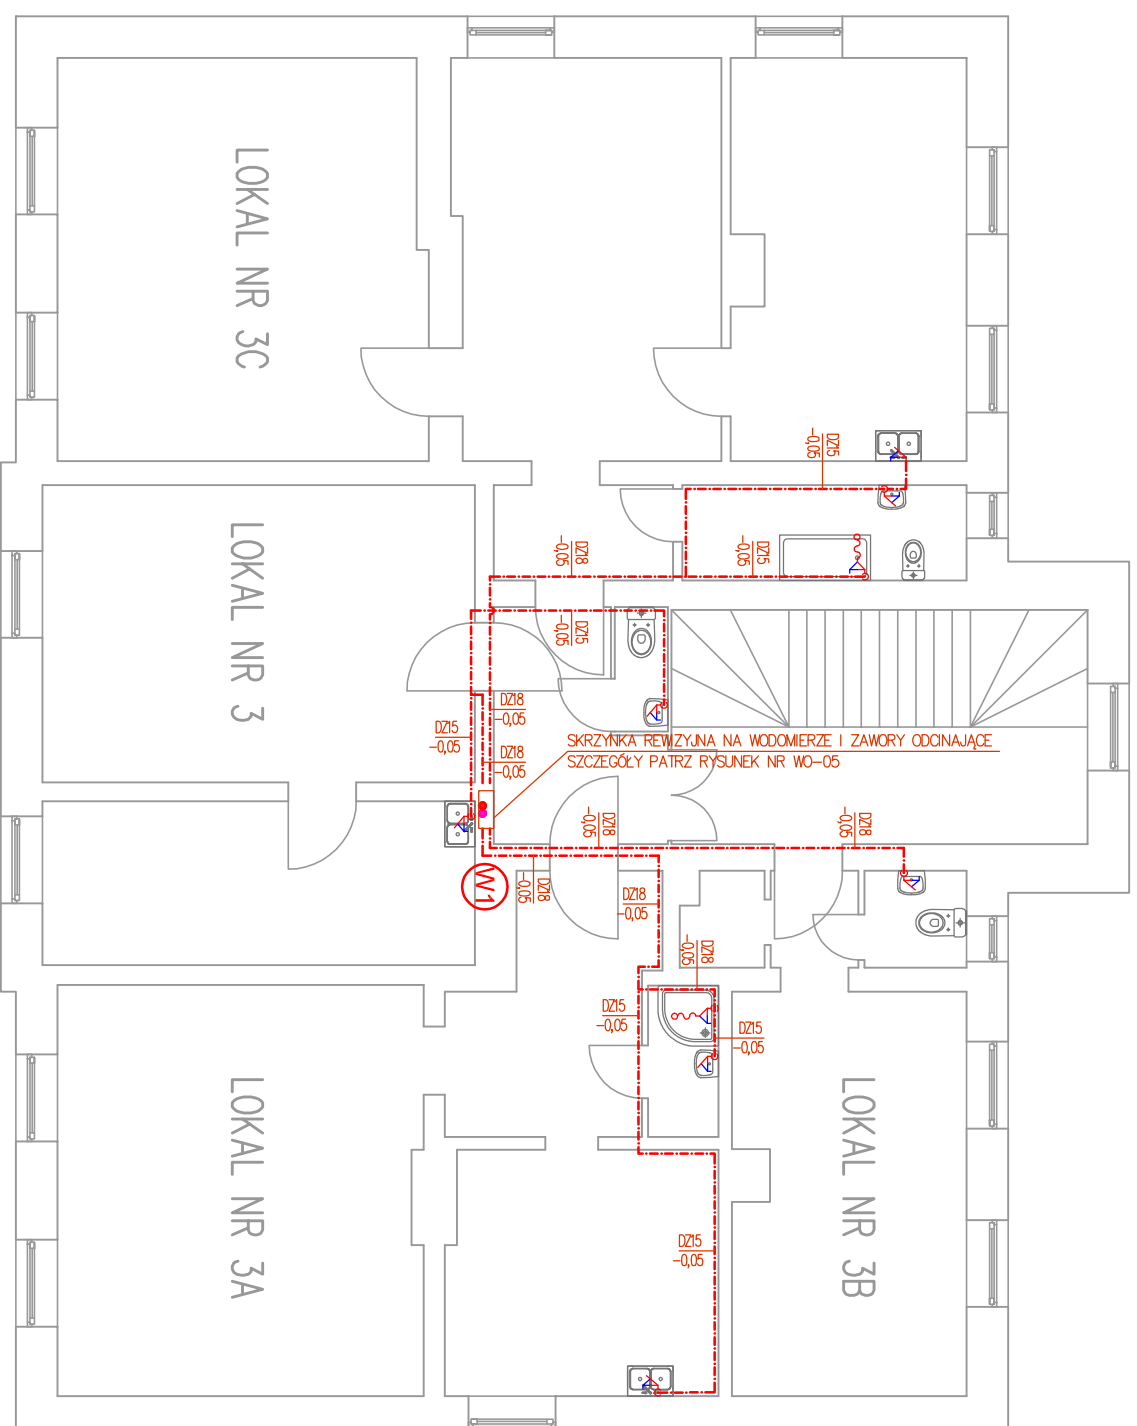 LOKAL NR 3C
DZ15
-0,05
DZ18
-0,05
DZ15
-0,05
LOKAL NR 3
DZ15
-0,05
DZ18
-0,05
DZ15
-0,05
DZ18
-0,05
SKRZYNKA REWIZYJNA NA WODOMIERZE I ZAWORY ODCINAJĄCE
SZCZEGÓŁY PATRZ RYSUNEK NR WO-05
DZ18
-0,05
DZ18
-0,05
W1
DZ18
-0,05
DZ18
-0,05
DZ18
-0,05
DZ15
-0,05
DZ15
-0,05
LOKAL NR 3A
LOKAL NR 3B
DZ15
-0,05